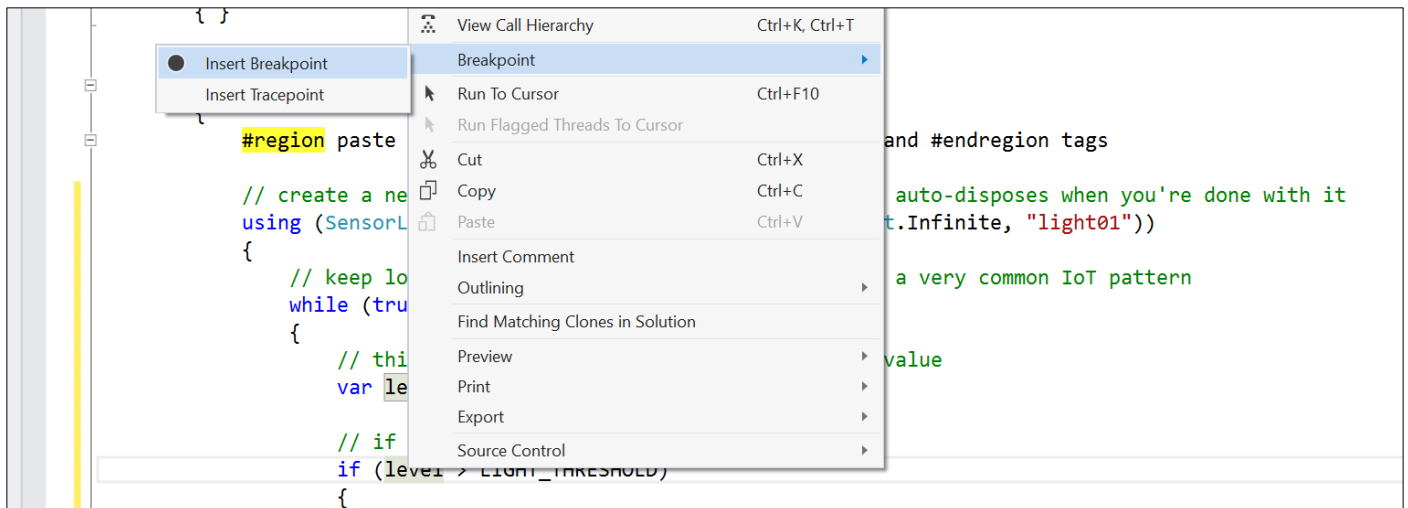 { }
View Call Hierarchy Ctrl+K, Ctrl+T
Breakpoint
Insert Breakpoint
Insert Tracepoint
Run To Cursor Ctrl+F10
Run Flagged Threads To Cursor
{
#region paste and #endregion tags
Cut Ctrl+X
Copy Ctrl+C
// create a ne auto-disposes when you're done with it
using (SensorL t.Infinite, "light01"))
Paste Ctrl+V
{
Insert Comment
// keep lo a very common IoT pattern
Outlining
while (tru
Find Matching Clones in Solution
{
// thi value
Preview
var le
Print
Export
// if
Source Control
if (level > LIGHT_THRESHOLD)
{